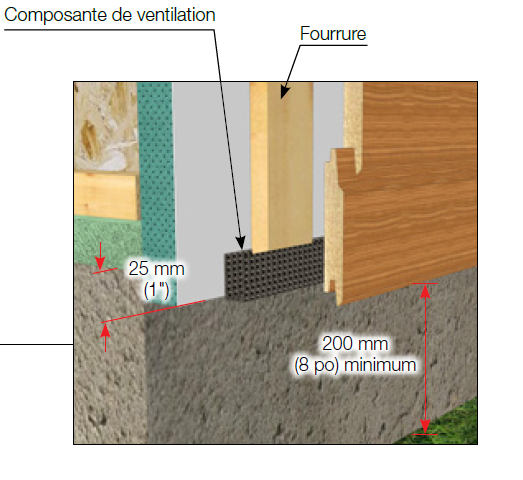 Composante de ventilation
Fourrure
25 mm
(1")
200 mm
(8 po) minimum